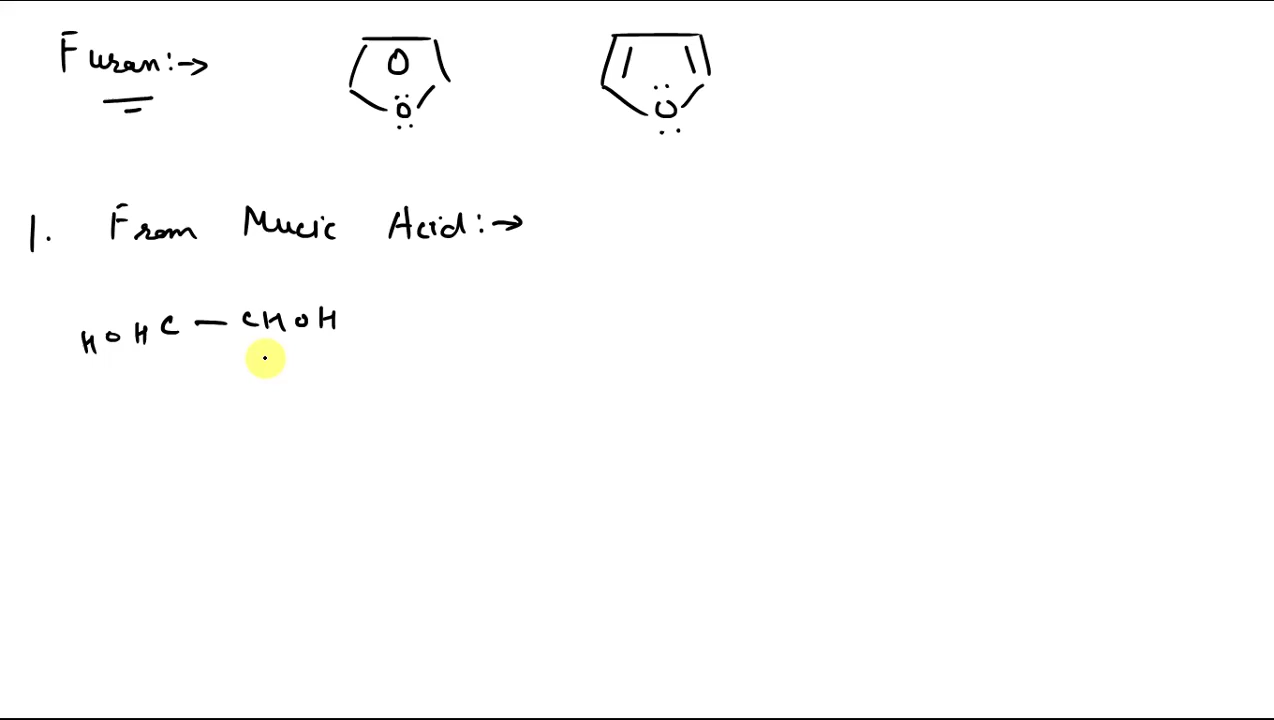 Furan:→
O
Ö
O
1. From Mucic Acid:→
HOHC — CHOH